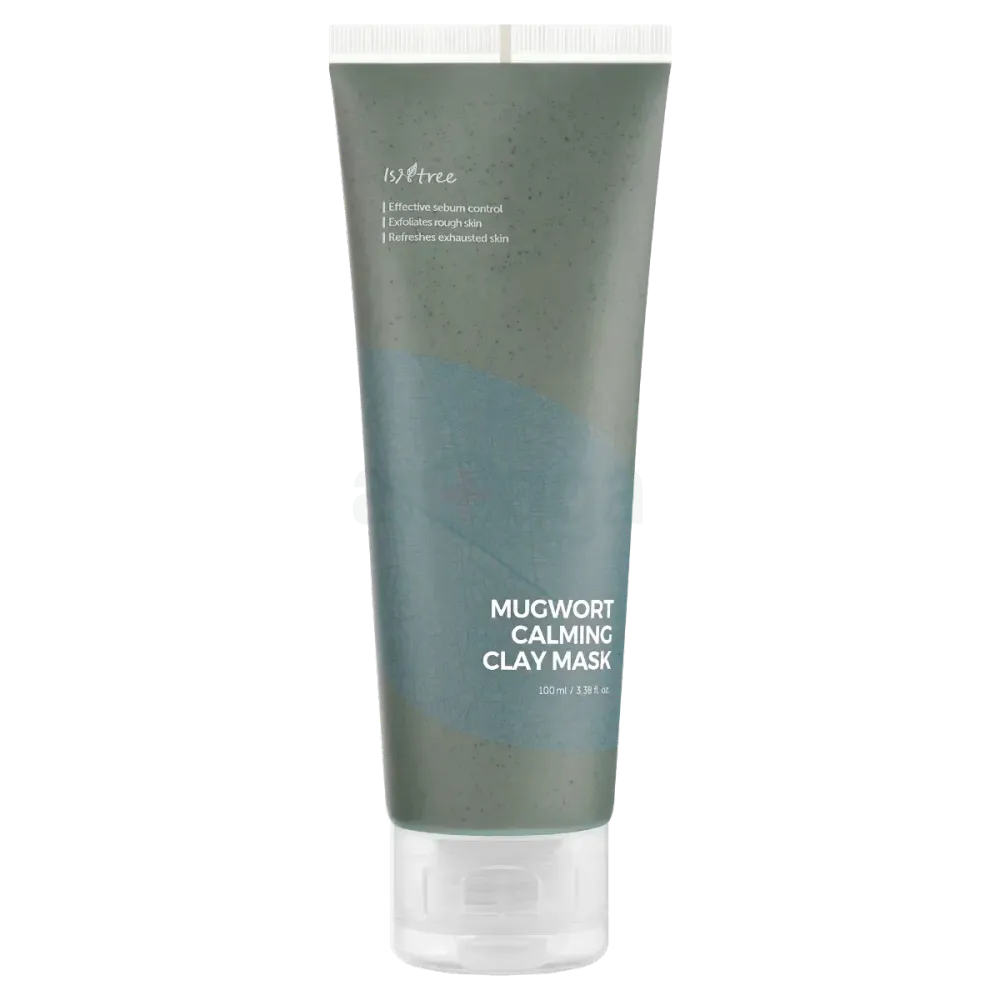 Isntree
Effective sebum control
Exfoliates rough skin
Refreshes exhausted skin
MUGWORT
CALMING
CLAY MASK
100 ml / 3.38 fl. oz.